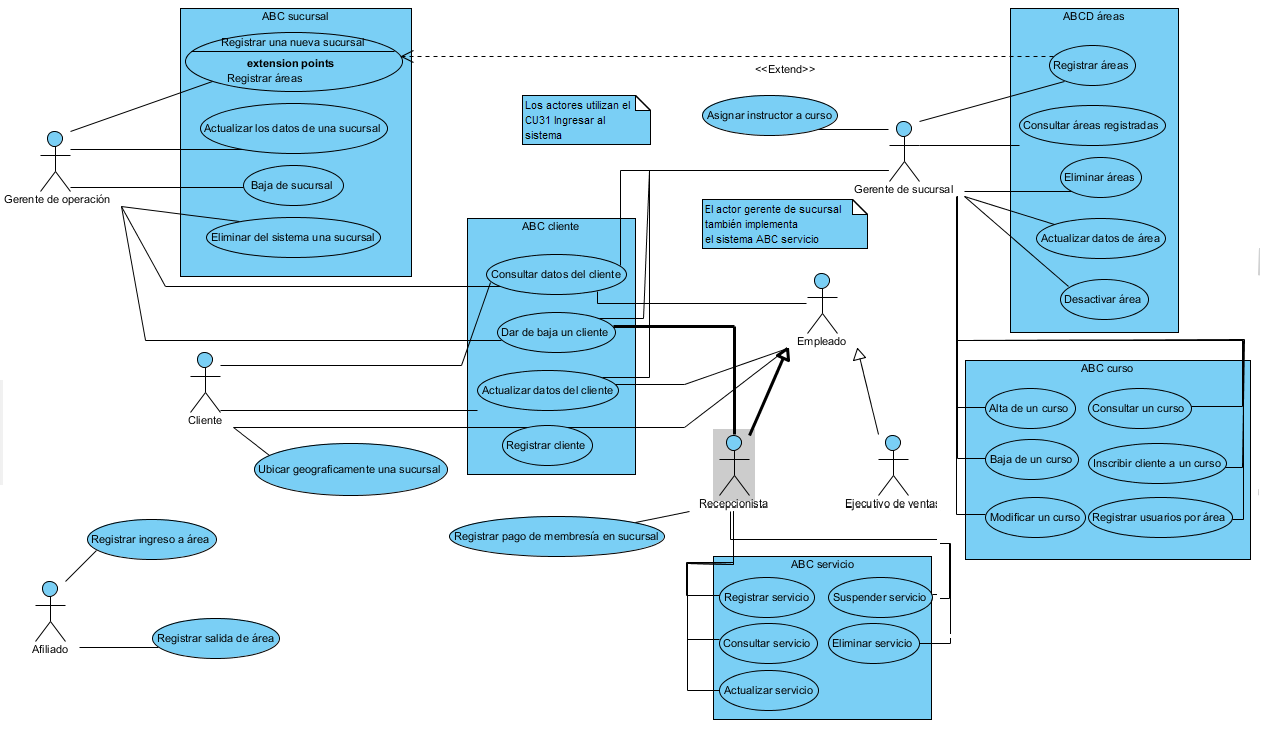 ABC sucursal
Registrar una nueva sucursal
extension points
Registrar áreas
Actualizar los datos de una sucursal
Baja de sucursal
Eliminar del sistema una sucursal
Gerente de operación
<<Extend>>
Los actores utilizan el
CU31 Ingresar al
sistema
Asignar instructor a curso
Gerente de sucursal
El actor gerente de sucursal
también implementa
el sistema ABC servicio
ABCD áreas
Registrar áreas
Consultar áreas registradas
Eliminar áreas
Actualizar datos de área
Desactivar área
ABC cliente
Consultar datos del cliente
Dar de baja un cliente
Actualizar datos del cliente
Registrar cliente
Empleado
Cliente
Ubicar geograficamente una sucursal
Recepcionista
Ejecutivo de ventas
ABC curso
Alta de un curso
Consultar un curso
Baja de un curso
Inscribir cliente a un curso
Modificar un curso
Registrar usuarios por área
Registrar pago de membresía en sucursal
Registrar ingreso a área
Afiliado
Registrar salida de área
ABC servicio
Registrar servicio
Suspender servicio
Consultar servicio
Eliminar servicio
Actualizar servicio